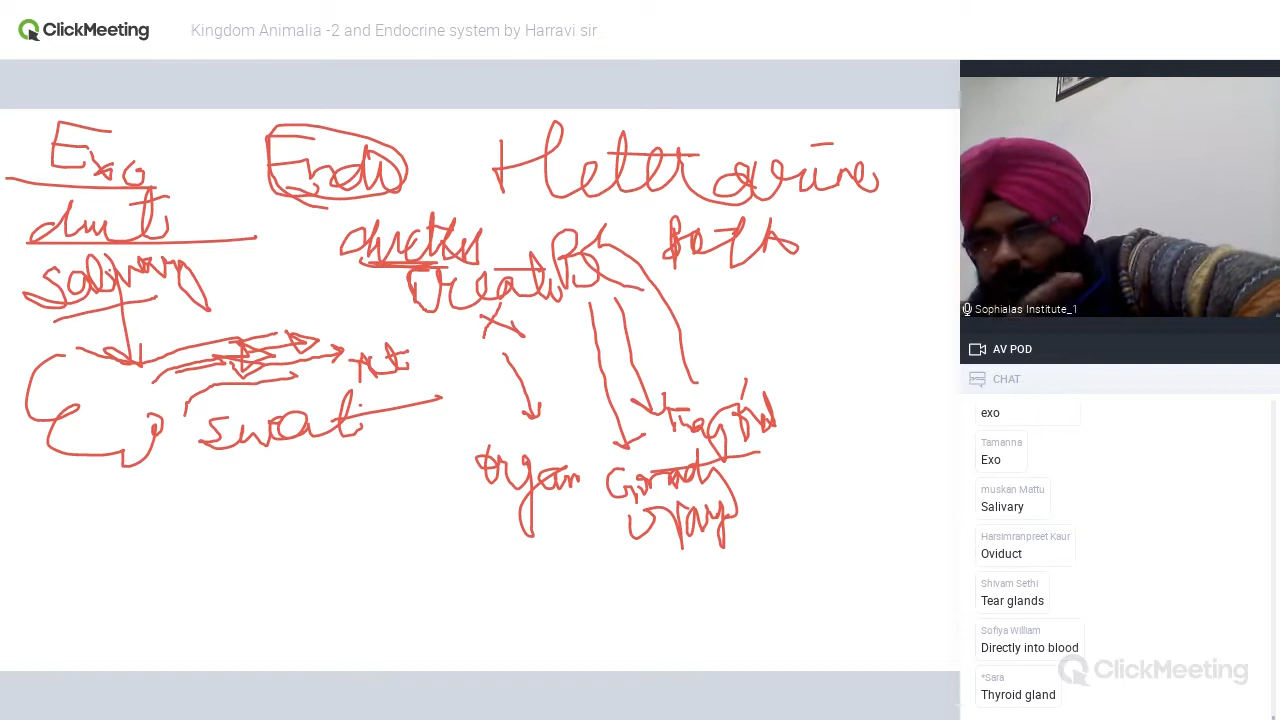 ClickMeeting
Kingdom Animalia -2 and Endocrine system by Harravi sir
Exo
Endo
Heterocrine
duct
ductless
both
salivary
sweat
organ
Gonads
ovary
Sophialas Institute_1
AV POD
CHAT
exo
Tamanna
Exo
muskan Mattu
Salivary
Harsimranpreet Kaur
Oviduct
Shivam Sethi
Tear glands
Sofiya William
Directly into blood
*Sara
Thyroid gland
ClickMeeting